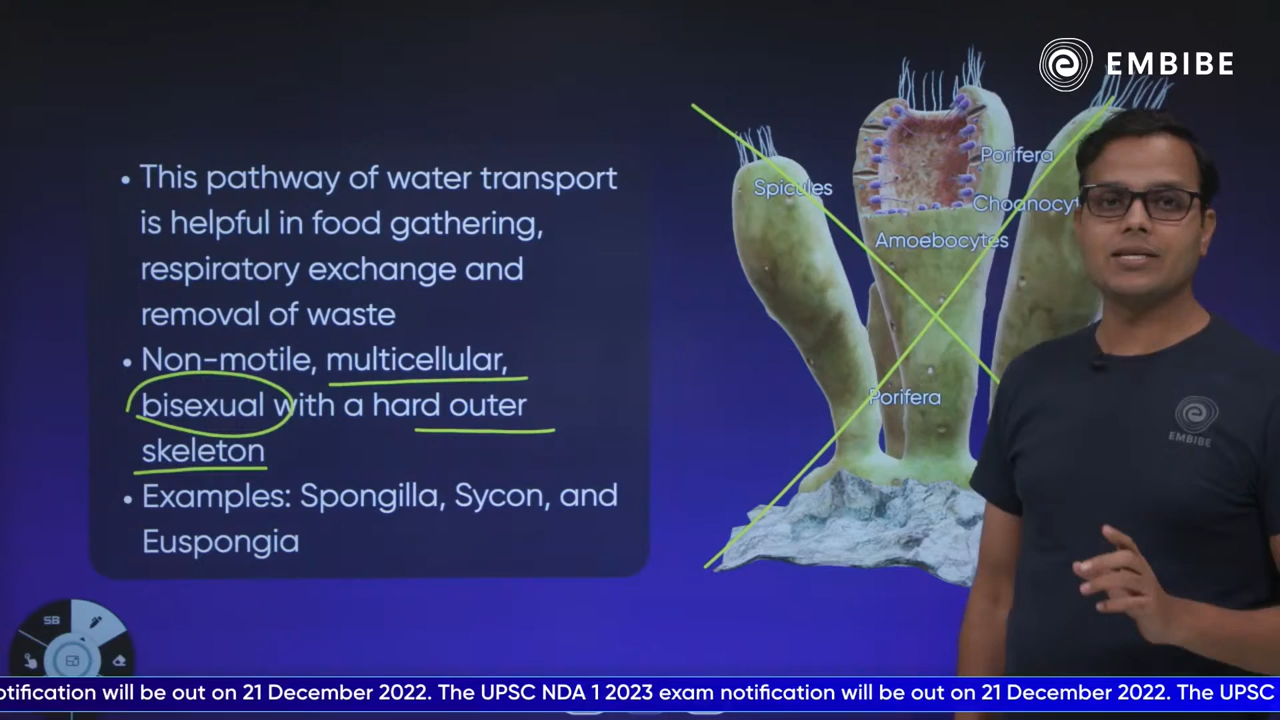 EMBIBE
This pathway of water transport
is helpful in food gathering,
respiratory exchange and
removal of waste
Non-motile, multicellular,
bisexual with a hard outer
skeleton
Examples: Spongilla, Sycon, and
Euspongia
Spicules
Porifera
Choanocyt
Amoebocytes
Porifera
EMBIBE
SB
otification will be out on 21 December 2022. The UPSC NDA 1 2023 exam notification will be out on 21 December 2022. The UPSC